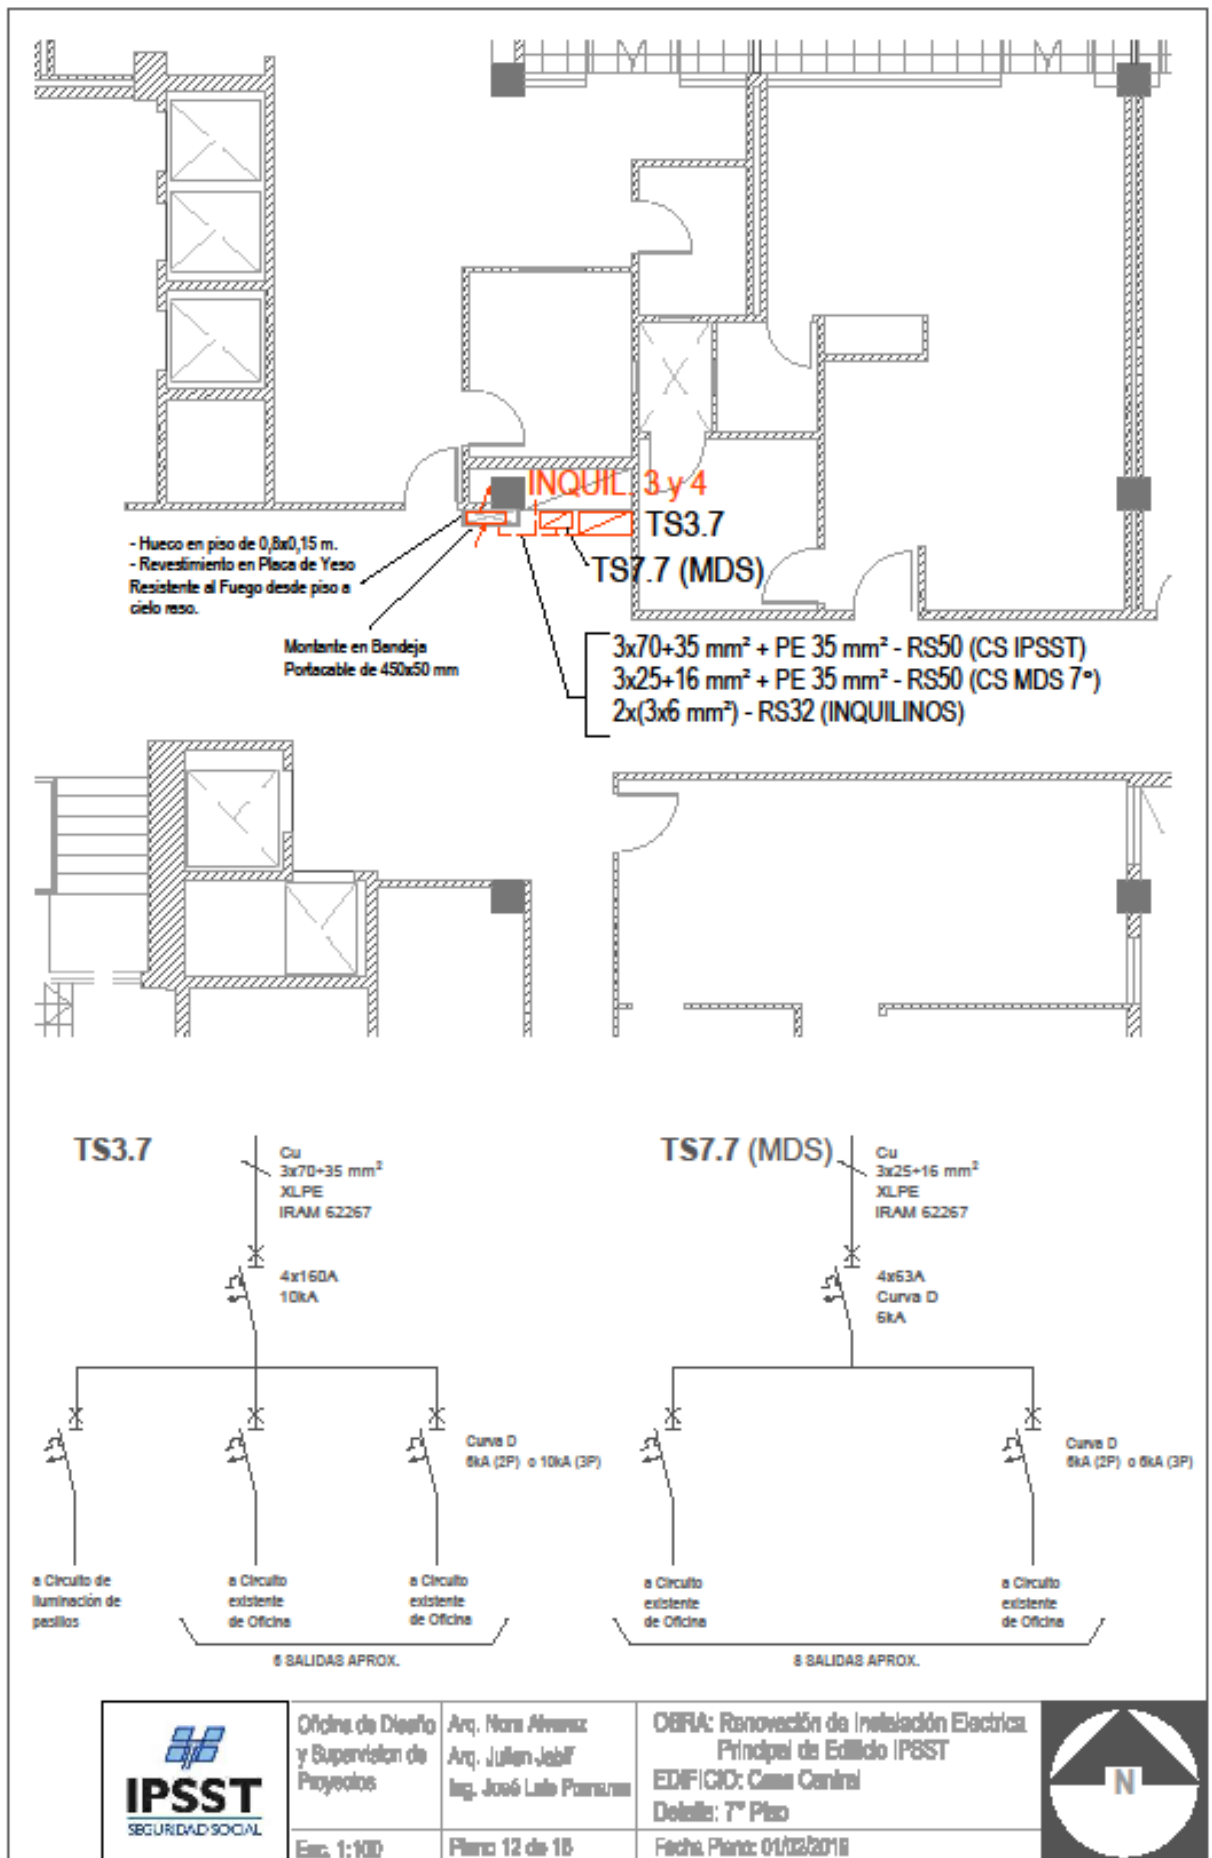 INQUIL. 3 y 4
TS3.7
TS7.7 (MDS)
- Hueco en piso de 0,8x0,15 m.
- Revestimiento en Placa de Yeso
Resistente al Fuego desde piso a
cielo raso.
Montante en Bandeja
Portacable de 450x50 mm
3x70+35 mm² + PE 35 mm² - RS50 (CS IPSST)
3x25+16 mm² + PE 35 mm² - RS50 (CS MDS 7°)
2x(3x6 mm²) - RS32 (INQUILINOS)
TS3.7
Cu
3x70+35 mm²
XLPE
IRAM 62267
4x160A
10kA
Curva D
6kA (2P) o 10kA (3P)
a Circuito de
iluminación de
pasillos
a Circuito
existente
de Oficina
a Circuito
existente
de Oficina
6 SALIDAS APROX.
TS7.7 (MDS)
Cu
3x25+16 mm²
XLPE
IRAM 62267
4x63A
Curva D
6kA
Curva D
6kA (2P) o 6kA (3P)
a Circuito
existente
de Oficina
a Circuito
existente
de Oficina
8 SALIDAS APROX.
IPSST
SEGURIDAD SOCIAL
Oficina de Diseño
y Supervision de
Proyectos
Esc. 1:100
Arq. Nora Alvarez
Arq. Julian
Ing. José Luis
Plano 12 de 18
OBRA: Renovación de Instalación Electrica
Principal de Edificio IPSST
EDIFICIO: Casa Central
Detalle: 7° Piso
Fecha Plano: 01/02/2018
N